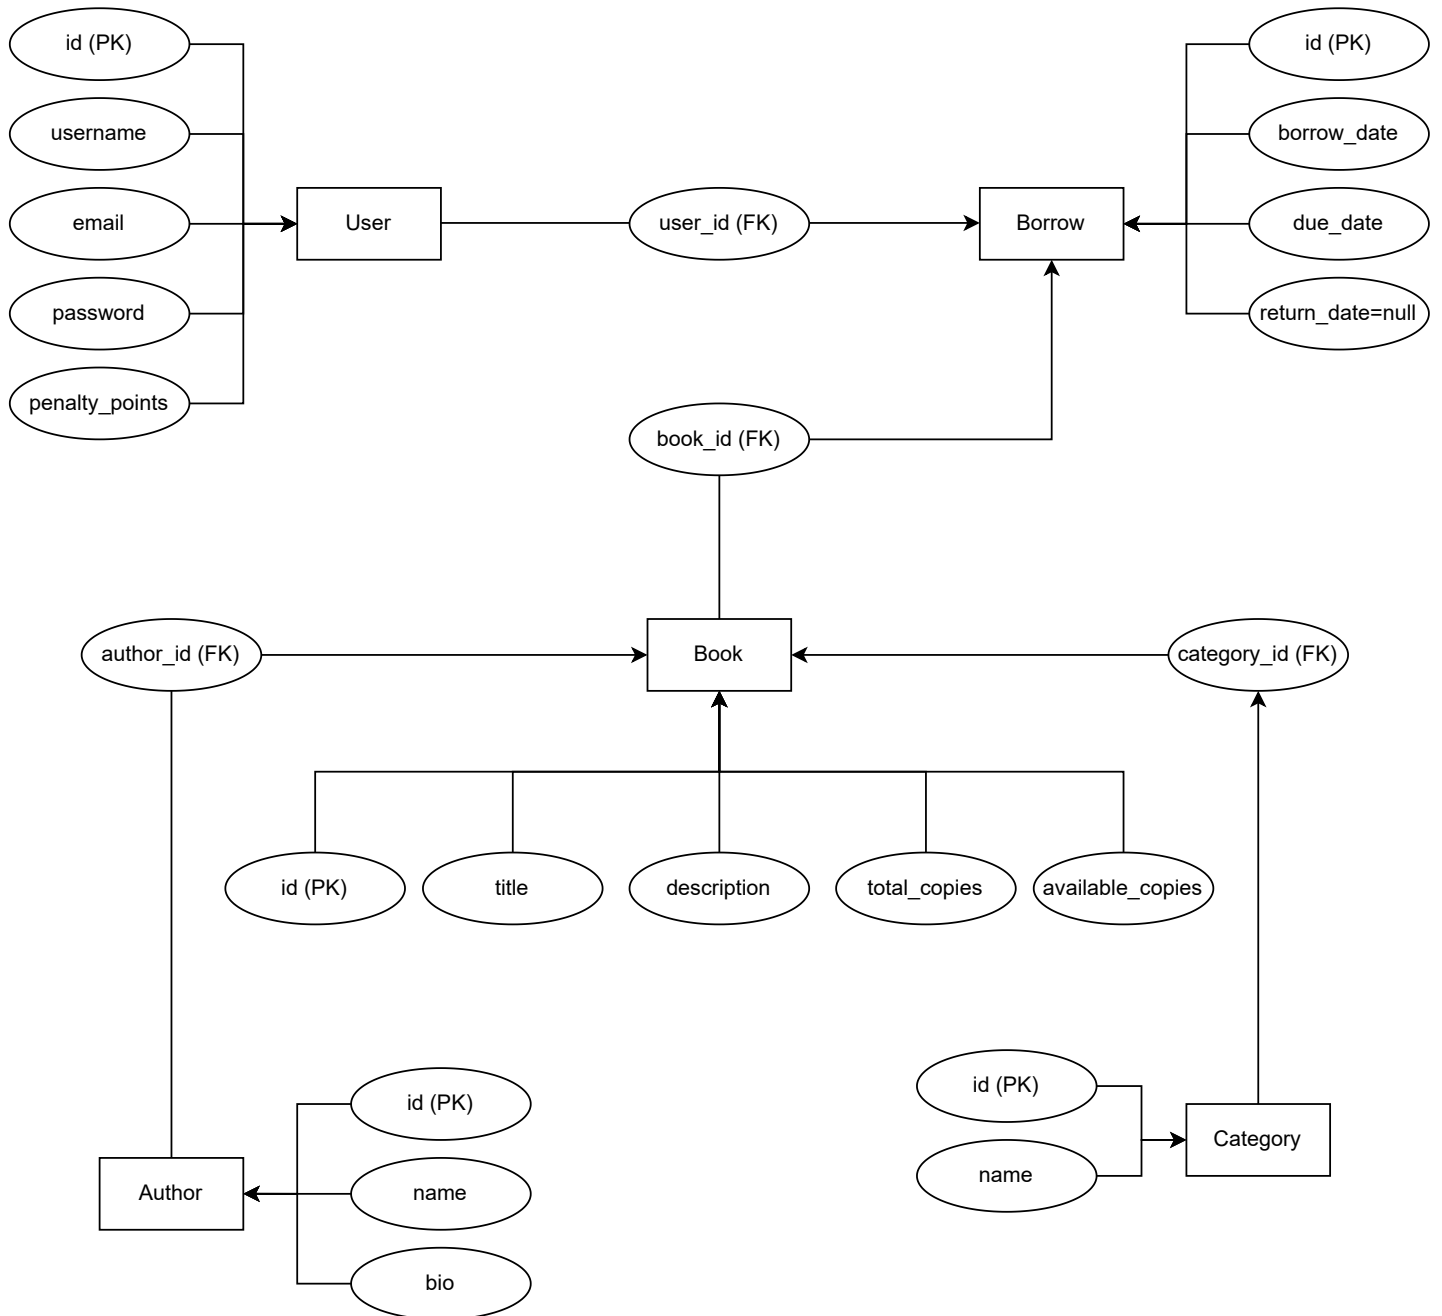 id (PK)
username
email
password
penalty_points
User
user_id (FK)
Borrow
id (PK)
borrow_date
due_date
return_date=null
book_id (FK)
author_id (FK)
Book
category_id (FK)
id (PK)
title
description
total_copies
available_copies
Author
id (PK)
name
bio
id (PK)
name
Category